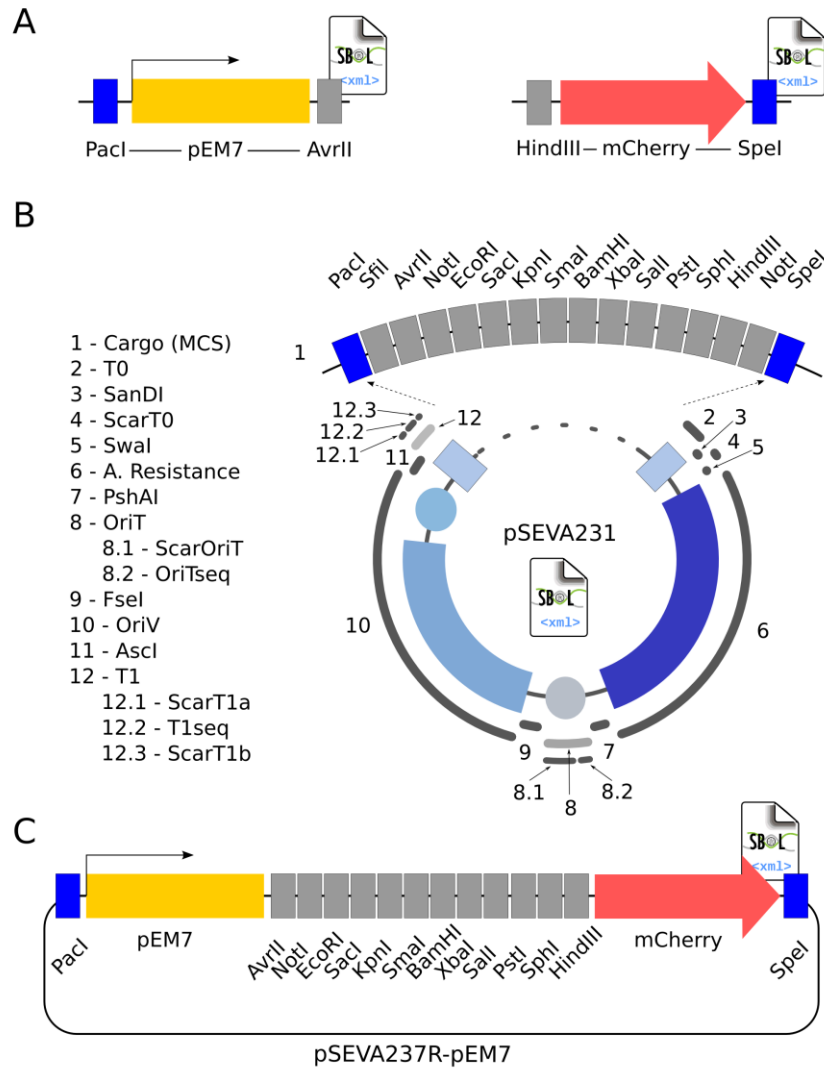 A
SBOL
<xml>
SBOL
<xml>
PacI pEM7 AvrII
HindIII mCherry SpeI
B
PacI
SfiI
AvrII
NotI
EcoRI
SacI
KpnI
SmaI
BamHI
XbaI
SalI
PstI
SphI
HindIII
NotI
SpeI
1
1 - Cargo (MCS)
2 - T0
3 - SanDI
4 - ScarT0
5 - SwaI
6 - A. Resistance
7 - PshAI
8 - OriT
8.1 - ScarOriT
8.2 - OriTseq
9 - FseI
10 - OriV
11 - AscI
12 - T1
12.1 - ScarT1a
12.2 - T1seq
12.3 - ScarT1b
12.3
12.2
12.1
12
11
2
3
4
5
pSEVA231
SBOL
<xml>
10
6
9
7
8.1
8
8.2
C
SBOL
<xml>
PacI
pEM7
AvrII
NotI
EcoRI
SacI
KpnI
SmaI
BamHI
XbaI
SalI
PstI
SphI
HindIII
mCherry
SpeI
pSEVA237R-pEM7